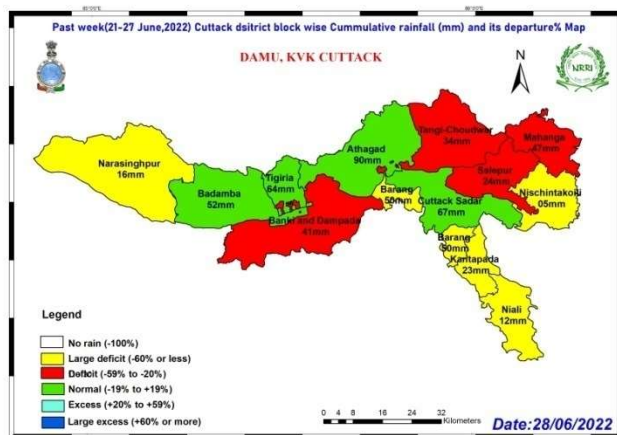 Past week(21-27 June,2022) Cuttack dsitrict block wise Cummulative rainfall (mm) and its departure% Map
DAMU, KVK CUTTACK
N
NRRI
Tangi-Choudwar
34mm
Mehanga
47mm
Athagad
90mm
Narasinghpur
16mm
Tigiria
64mm
Salepur
24mm
Badamba
52mm
Barang
Nischintakoili
05mm
Cuttack Sadar
67mm
Banki and Dampada
41mm
Barang
Kantapada
23mm
Niali
12mm
Legend
No rain (-100%)
Large deficit (-60% or less)
Deficit (-59% to -20%)
Normal (-19% to +19%)
Excess (+20% to +59%)
Large excess (+60% or more)
0 4 8 16 24 32
Kilometers
Date:28/06/2022